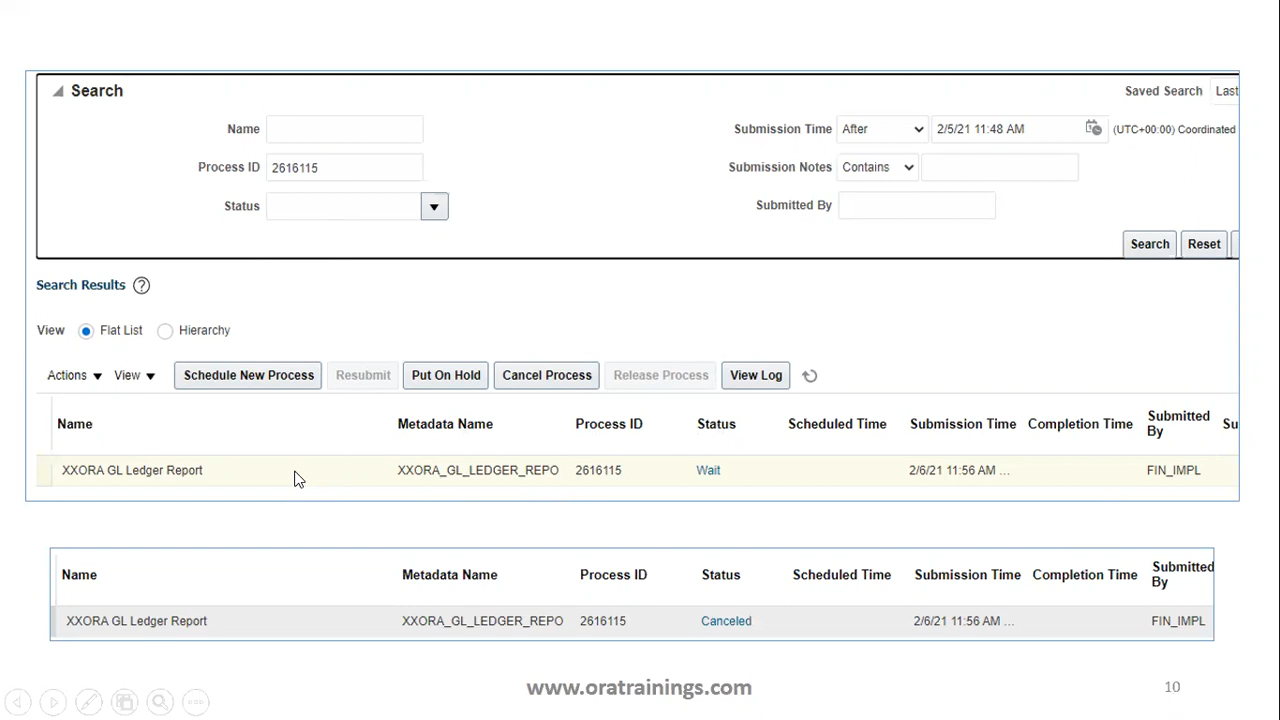 Search Saved Search Last
Name Submission Time After 2/5/21 11:48 AM (UTC+00:00) Coordinated
Process ID 2616115 Submission Notes Contains
Status Submitted By
Search Reset
Search Results ?
View Flat List Hierarchy
Actions View Schedule New Process Resubmit Put On Hold Cancel Process Release Process View Log
Name Metadata Name Process ID Status Scheduled Time Submission Time Completion Time Submitted By Su
XXORA GL Ledger Report XXORA_GL_LEDGER_REPO 2616115 Wait 2/6/21 11:56 AM ... FIN_IMPL
Name Metadata Name Process ID Status Scheduled Time Submission Time Completion Time Submitted By
XXORA GL Ledger Report XXORA_GL_LEDGER_REPO 2616115 Canceled 2/6/21 11:56 AM ... FIN_IMPL
www.oratrainings.com 10